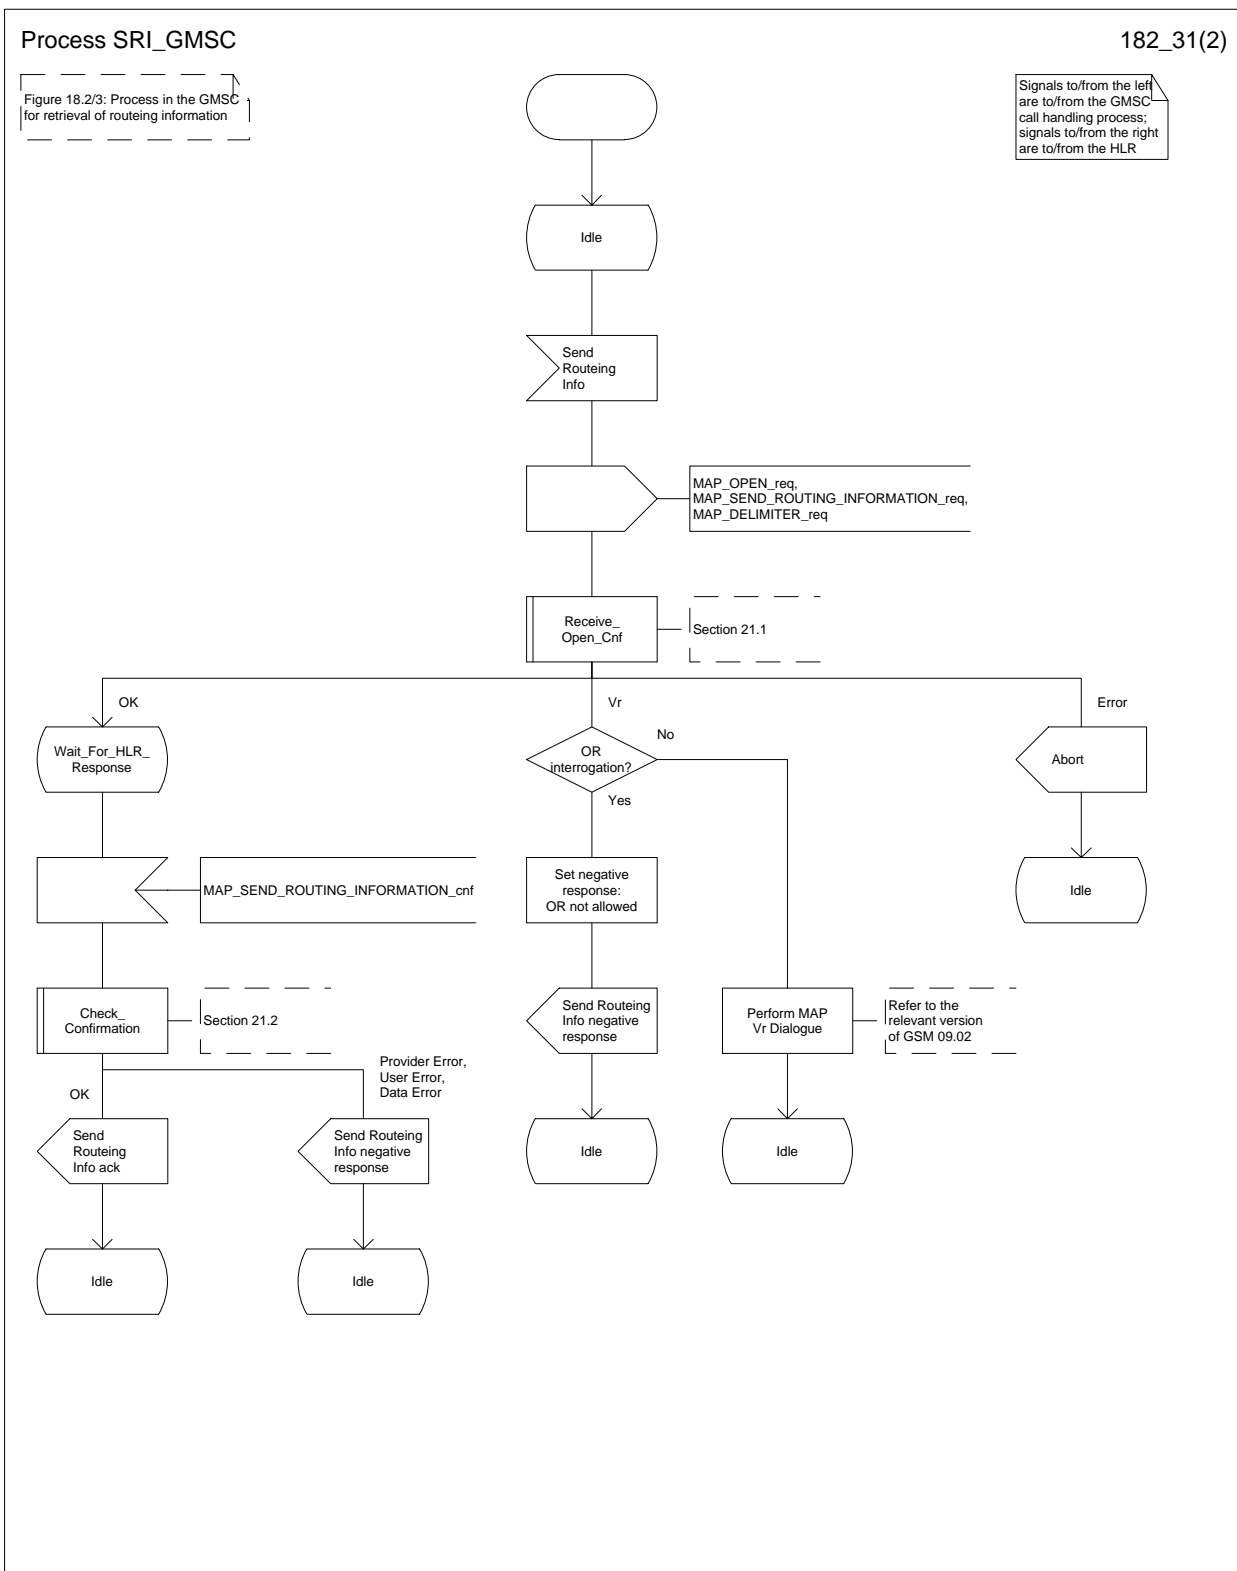 Process SRI_GMSC
182_31(2)
Figure 18.2/3: Process in the GMSC
for retrieval of routeing information
Signals to/from the left
are to/from the GMSC
call handling process;
signals to/from the right
are to/from the HLR
Idle
Send
Routeing
Info
MAP_OPEN_req,
MAP_SEND_ROUTING_INFORMATION_req,
MAP_DELIMITER_req
Receive_
Open_Cnf
Section 21.1
OK
Vr
Error
Wait_For_HLR_
Response
OR
interrogation?
No
Yes
Abort
MAP_SEND_ROUTING_INFORMATION_cnf
Set negative
response:
OR not allowed
Idle
Check_
Confirmation
Section 21.2
Send Routeing
Info negative
response
Perform MAP
Vr Dialogue
Refer to the
relevant version
of GSM 09.02
OK
Provider Error,
User Error,
Data Error
Send
Routeing
Info ack
Send Routeing
Info negative
response
Idle
Idle
Idle
Idle